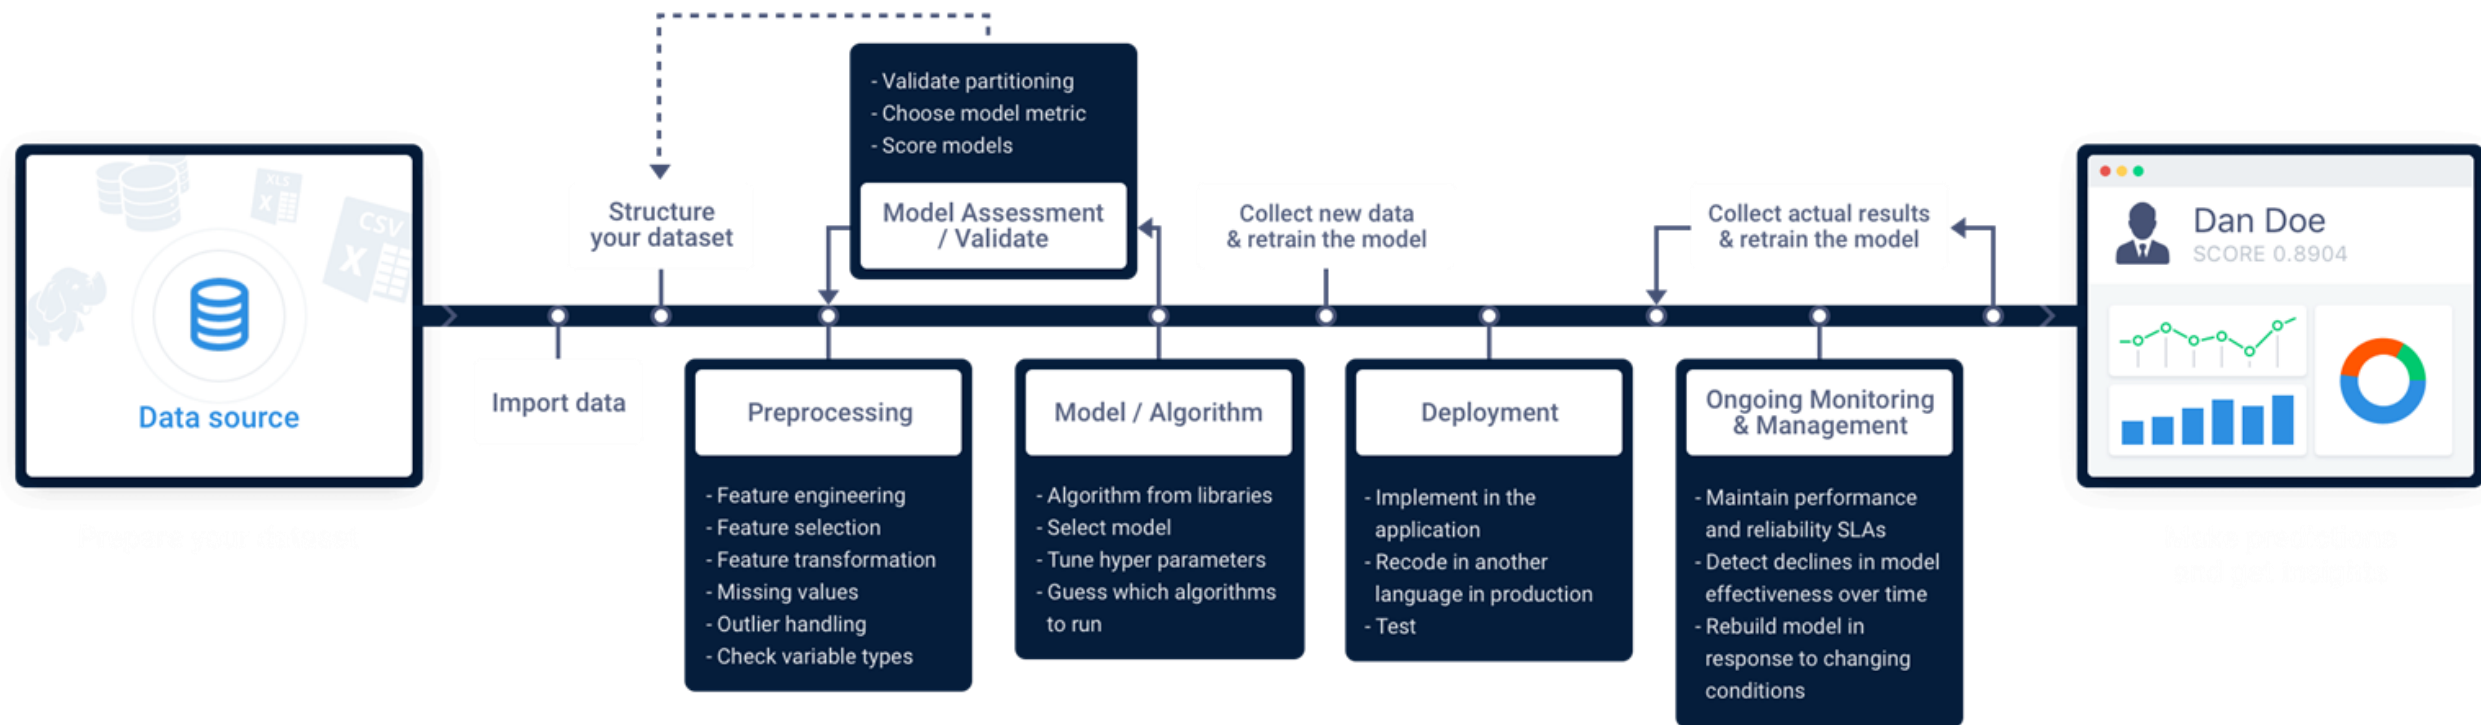 XLS
X
CSV
X
Data source
Import data
Structure
your dataset
- Validate partitioning
- Choose model metric
- Score models
Model Assessment
/ Validate
Preprocessing
- Feature engineering
- Feature selection
- Feature transformation
- Missing values
- Outlier handling
- Check variable types
Model / Algorithm
- Algorithm from libraries
- Select model
- Tune hyper parameters
- Guess which algorithms
to run
Collect new data
& retrain the model
Deployment
- Implement in the
application
- Recode in another
language in production
- Test
Collect actual results
& retrain the model
Ongoing Monitoring
& Management
- Maintain performance
and reliability SLAs
- Detect declines in model
effectiveness over time
- Rebuild model in
response to changing
conditions
Dan Doe
SCORE 0.8904